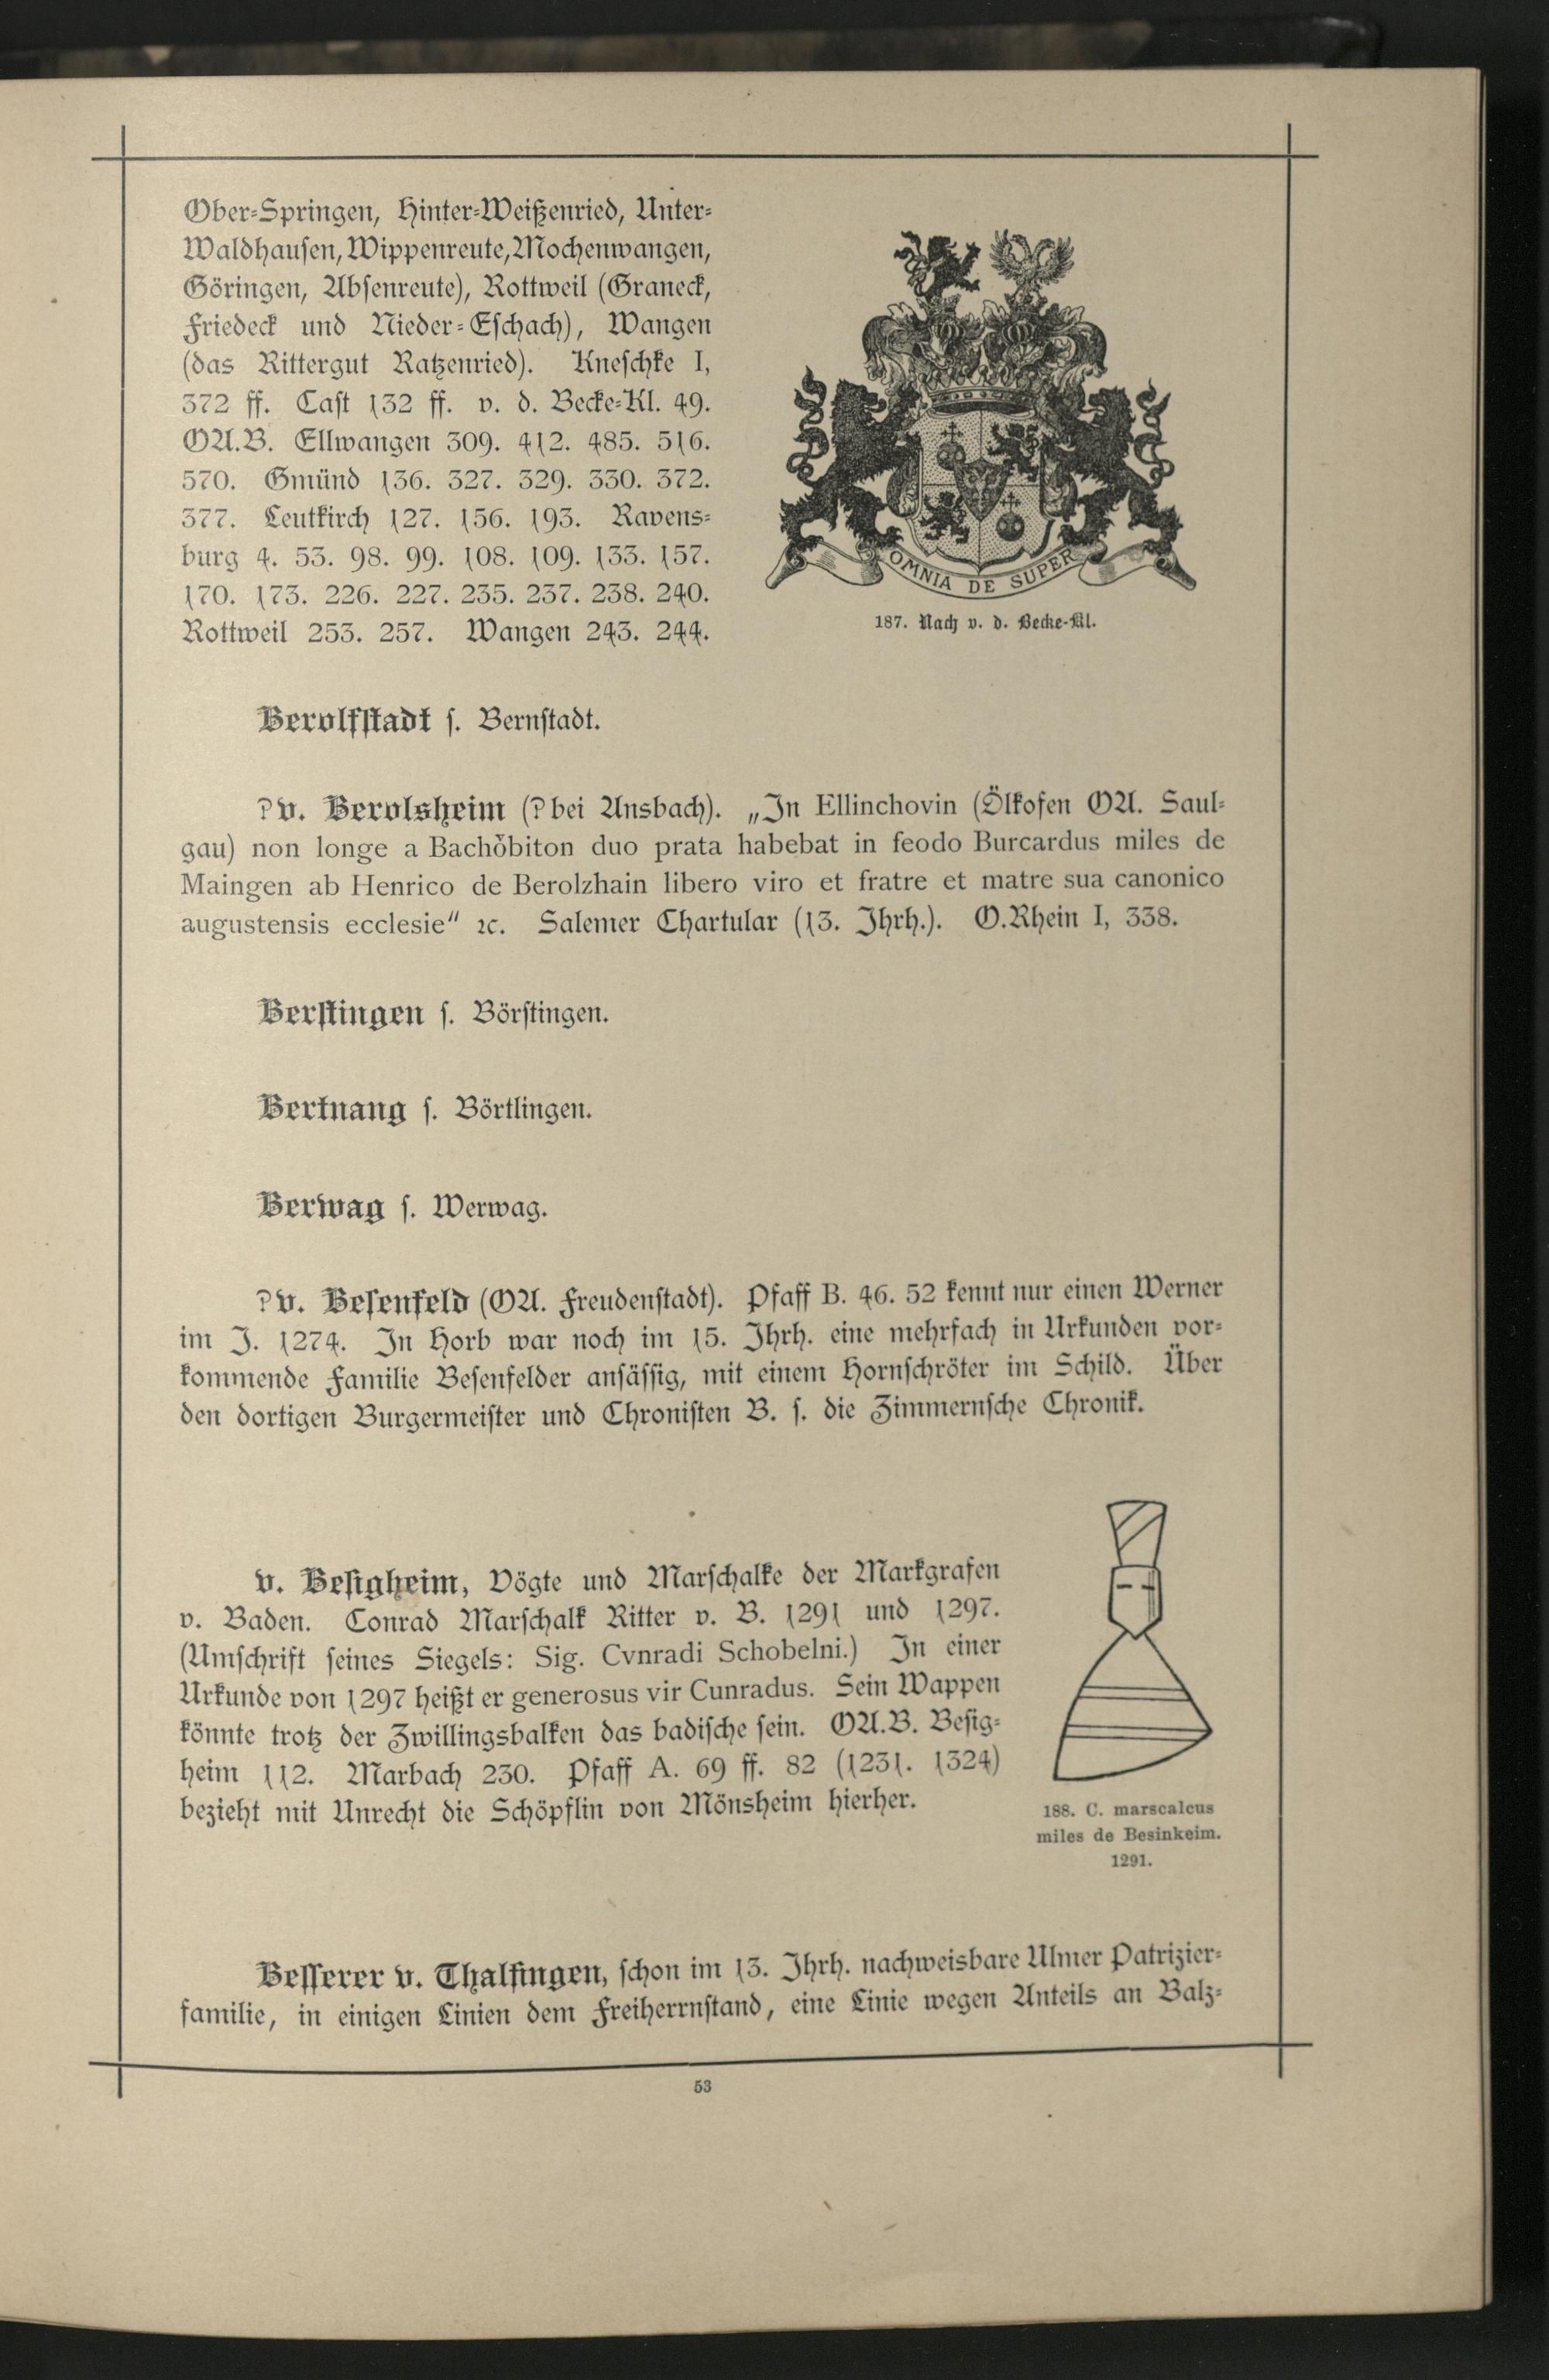 Ober-Springen, Hinter-Weißenried, Unter-
Waldhausen, Wippenreute, Mochenwangen,
Göringen, Absenreute), Rottweil (Graneck,
Friedeck und Nieder-Eschach), Wangen
(das Rittergut Ratzenried). Kneschke I,
372 ff. Cast 132 ff. v. d. Becke-Kl. 49.
OA.B. Ellwangen 309. 412. 485. 516.
570. Gmünd 136. 327. 329. 330. 372.
377. Leutkirch 127. 156. 193. Ravens-
burg 4. 53. 98. 99. 108. 109. 133. 157.
170. 173. 226. 227. 235. 237. 238. 240.
Rottweil 253. 257. Wangen 243. 244.
OMNIA DE SUPER
187. Nach v. d. Becke-Kl.
Berolfstadt s. Bernstadt.
? v. Berolsheim (? bei Ansbach). „In Ellinchovin (Ölkofen OA. Saul-
gau) non longe a Bachǒbiton duo prata habebat in feodo Burcardus miles de
Maingen ab Henrico de Berolzhain libero viro et fratre et matre sua canonico
augustensis ecclesie" ꝛc. Salemer Chartular (13. Jhrh.). O.Rhein I, 338.
Berstingen s. Börstingen.
Bertnang s. Börtlingen.
Berwag s. Werwag.
? v. Besenfeld (OA. Freudenstadt). Pfaff B. 46. 52 kennt nur einen Werner
im J. 1274. In Horb war noch im 15. Jhrh. eine mehrfach in Urkunden vor-
kommende Familie Besenfelder ansässig, mit einem Hornschröter im Schild. Über
den dortigen Burgermeister und Chronisten B. s. die Zimmernsche Chronik.
v. Besigheim, Vögte und Marschalke der Markgrafen
v. Baden. Conrad Marschalk Ritter v. B. 1291 und 1297.
(Umschrift seines Siegels: Sig. Cvnradi Schobelni.) In einer
Urkunde von 1297 heißt er generosus vir Cunradus. Sein Wappen
könnte trotz der Zwillingsbalken das badische sein. OA.B. Besig-
heim 112. Marbach 230. Pfaff A. 69 ff. 82 (1231. 1324)
bezieht mit Unrecht die Schöpflin von Mönsheim hierher.
188. C. marscalcus
miles de Besinkeim.
1291.
Besserer v. Thalfingen, schon im 13. Jhrh. nachweisbare Ulmer Patrizier-
familie, in einigen Linien dem Freiherrnstand, eine Linie wegen Anteils an Balz-
53